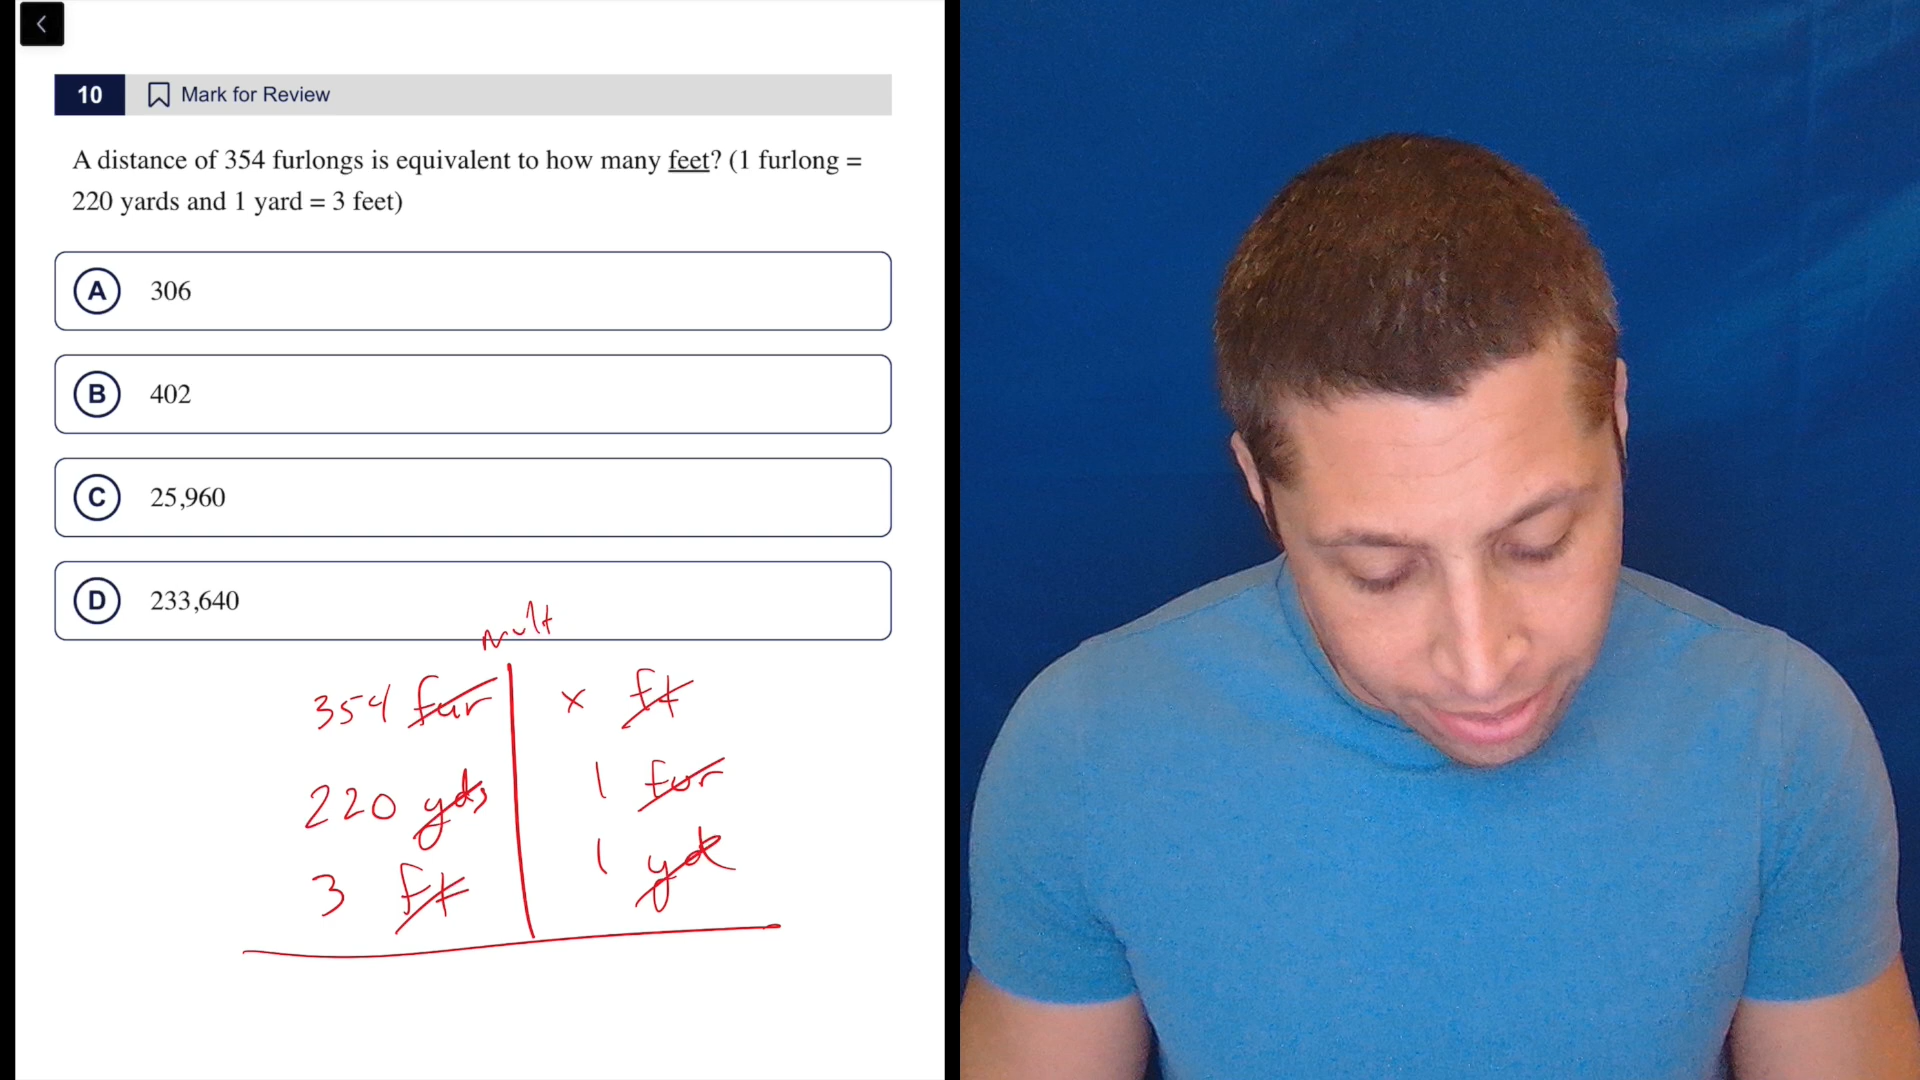 10 Mark for Review
A distance of 354 furlongs is equivalent to how many feet? (1 furlong =
220 yards and 1 yard = 3 feet)
A 306
B 402
C 25,960
D 233,640
mult
354 fur x ft
220 yds 1 fur
3 ft 1 yd